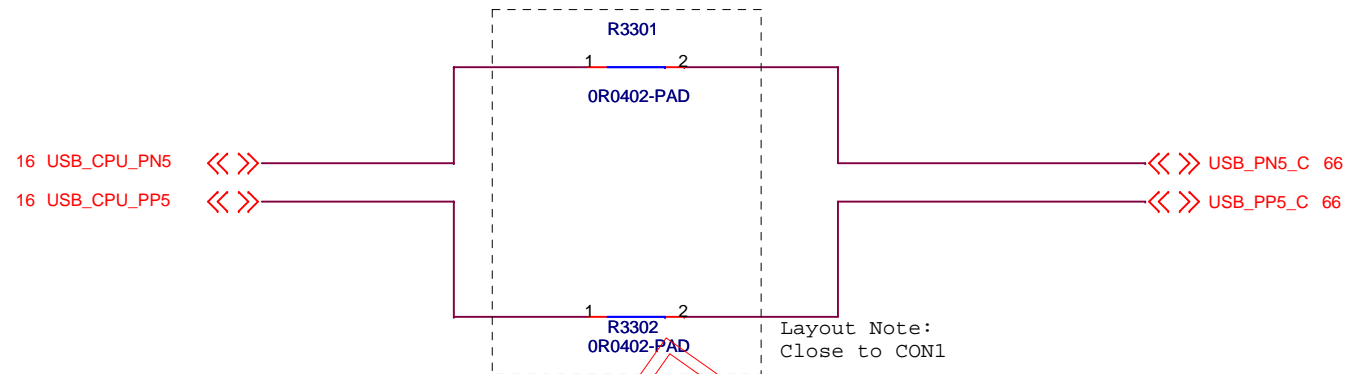 R3301
1 2
0R0402-PAD
16 USB_CPU_PN5
USB_PN5_C 66
16 USB_CPU_PP5
USB_PP5_C 66
1 2
R3302
0R0402-PAD
Layout Note:
Close to CON1